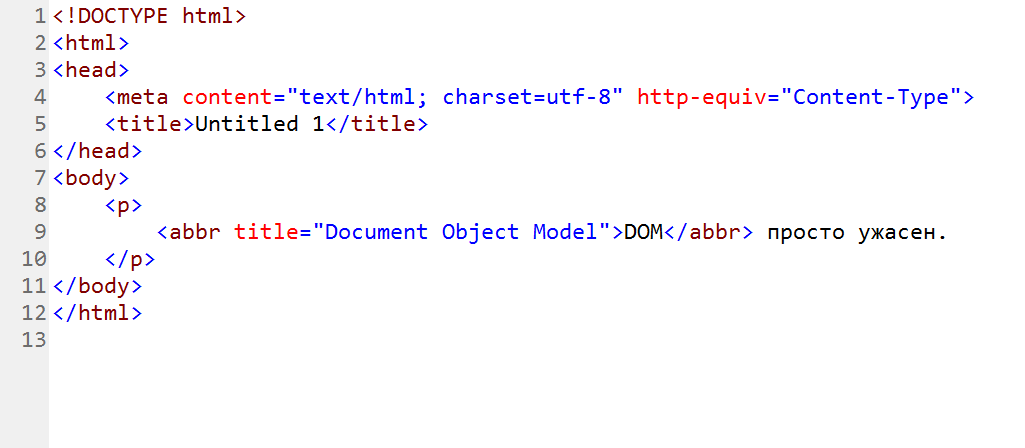 1 <!DOCTYPE html>
2 <html>
3 <head>
4     <meta content="text/html; charset=utf-8" http-equiv="Content-Type">
5     <title>Untitled 1</title>
6 </head>
7 <body>
8     <p>
9         <abbr title="Document Object Model">DOM</abbr> просто ужасен.
10     </p>
11 </body>
12 </html>
13